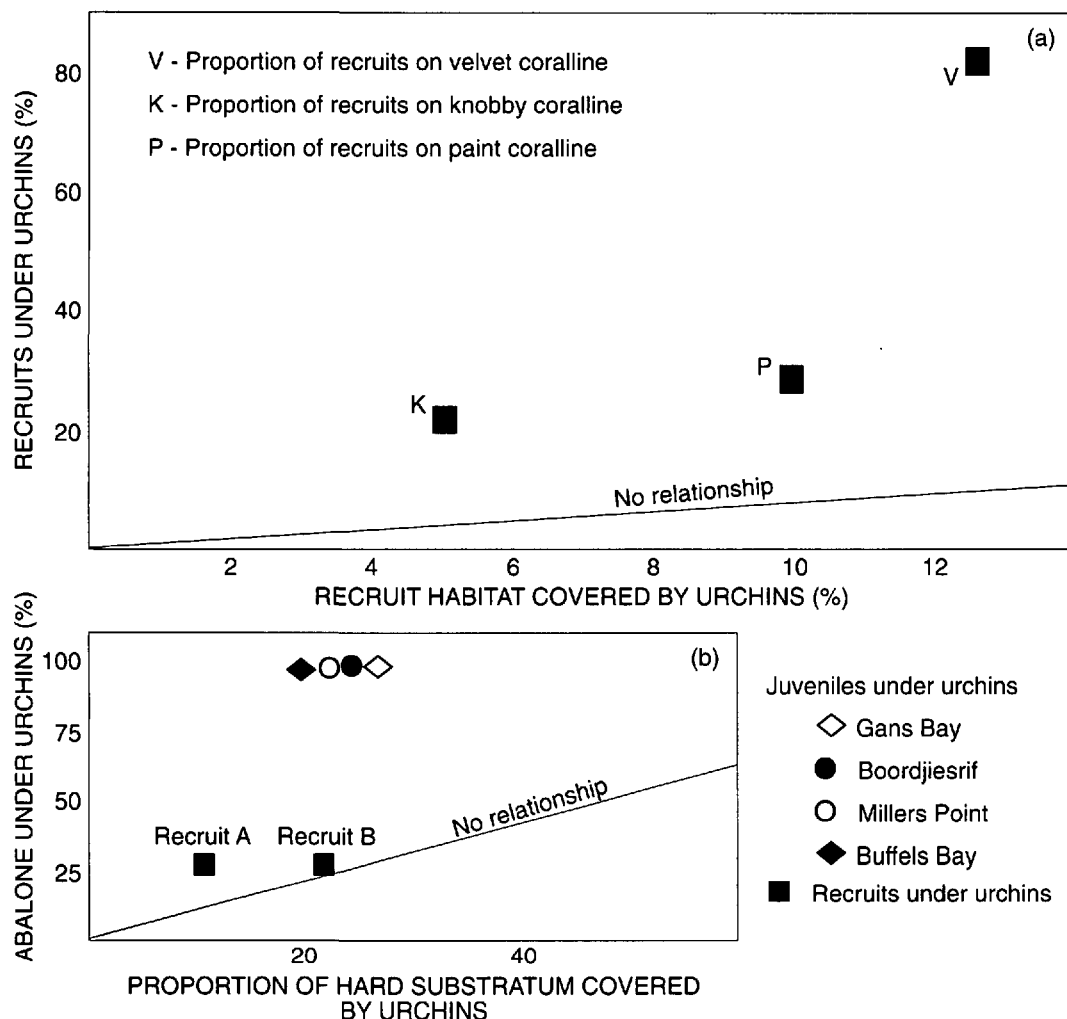 (a)
V - Proportion of recruits on velvet coralline
K - Proportion of recruits on knobby coralline
P - Proportion of recruits on paint coralline
RECRUITS UNDER URCHINS (%)
80
60
40
20
V
K
P
No relationship
2 4 6 8 10 12
RECRUIT HABITAT COVERED BY URCHINS (%)
(b)
ABALONE UNDER URCHINS (%)
100
75
50
25
Recruit A Recruit B
No relationship
20 40
PROPORTION OF HARD SUBSTRATUM COVERED
BY URCHINS
Juveniles under urchins
Gans Bay
Boordjiesrif
Millers Point
Buffels Bay
Recruits under urchins